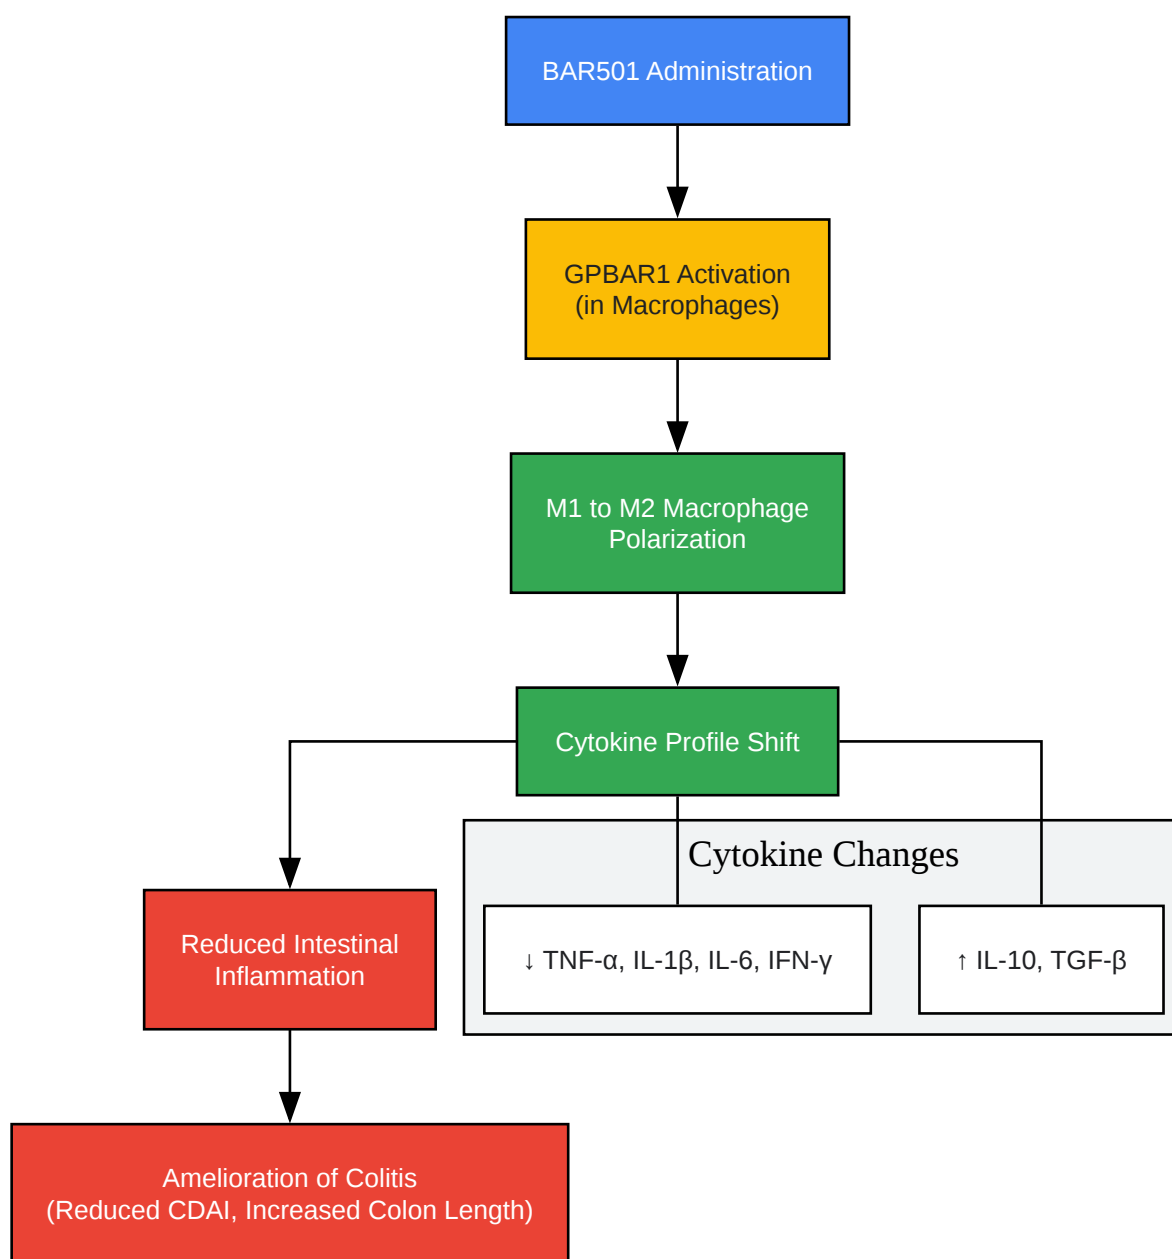 BAR501 Administration
GPBAR1 Activation
(in Macrophages)
M1 to M2 Macrophage
Polarization
Cytokine Profile Shift
Cytokine Changes
Reduced Intestinal
Inflammation
↓ TNF-α, IL-1β, IL-6, IFN-γ
↑ IL-10, TGF-β
Amelioration of Colitis
(Reduced CDAI, Increased Colon Length)